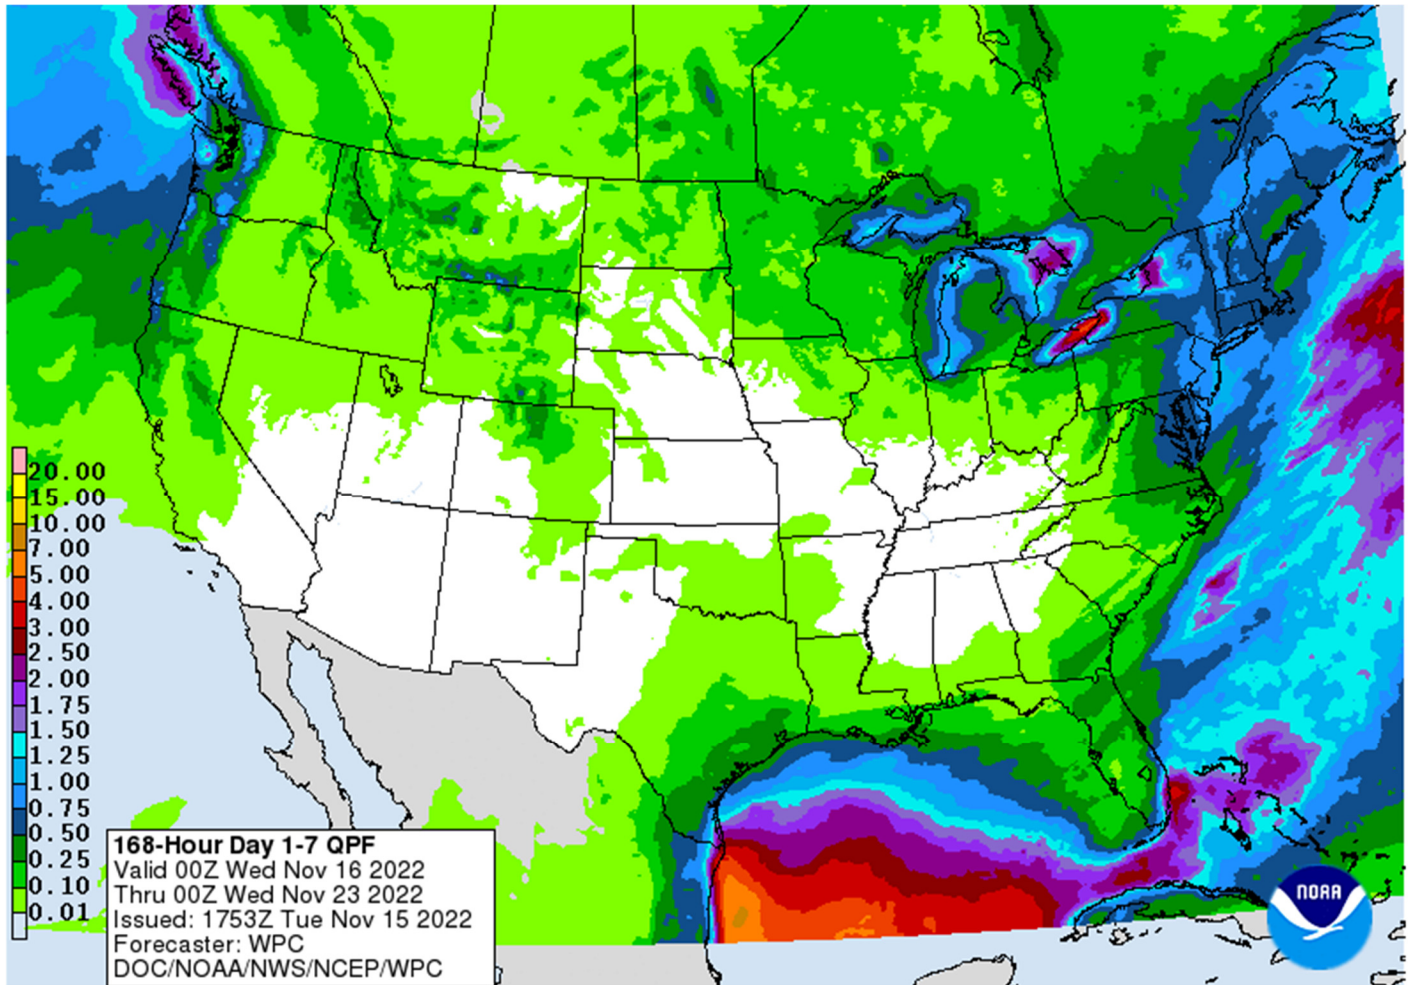 20.00
15.00
10.00
7.00
5.00
4.00
3.00
2.50
2.00
1.75
1.50
1.25
1.00
0.75
0.50
0.25
0.10
0.01
168-Hour Day 1-7 QPF
Valid 00Z Wed Nov 16 2022
Thru 00Z Wed Nov 23 2022
Issued: 1753Z Tue Nov 15 2022
Forecaster: WPC
DOC/NOAA/NWS/NCEP/WPC
NOAA